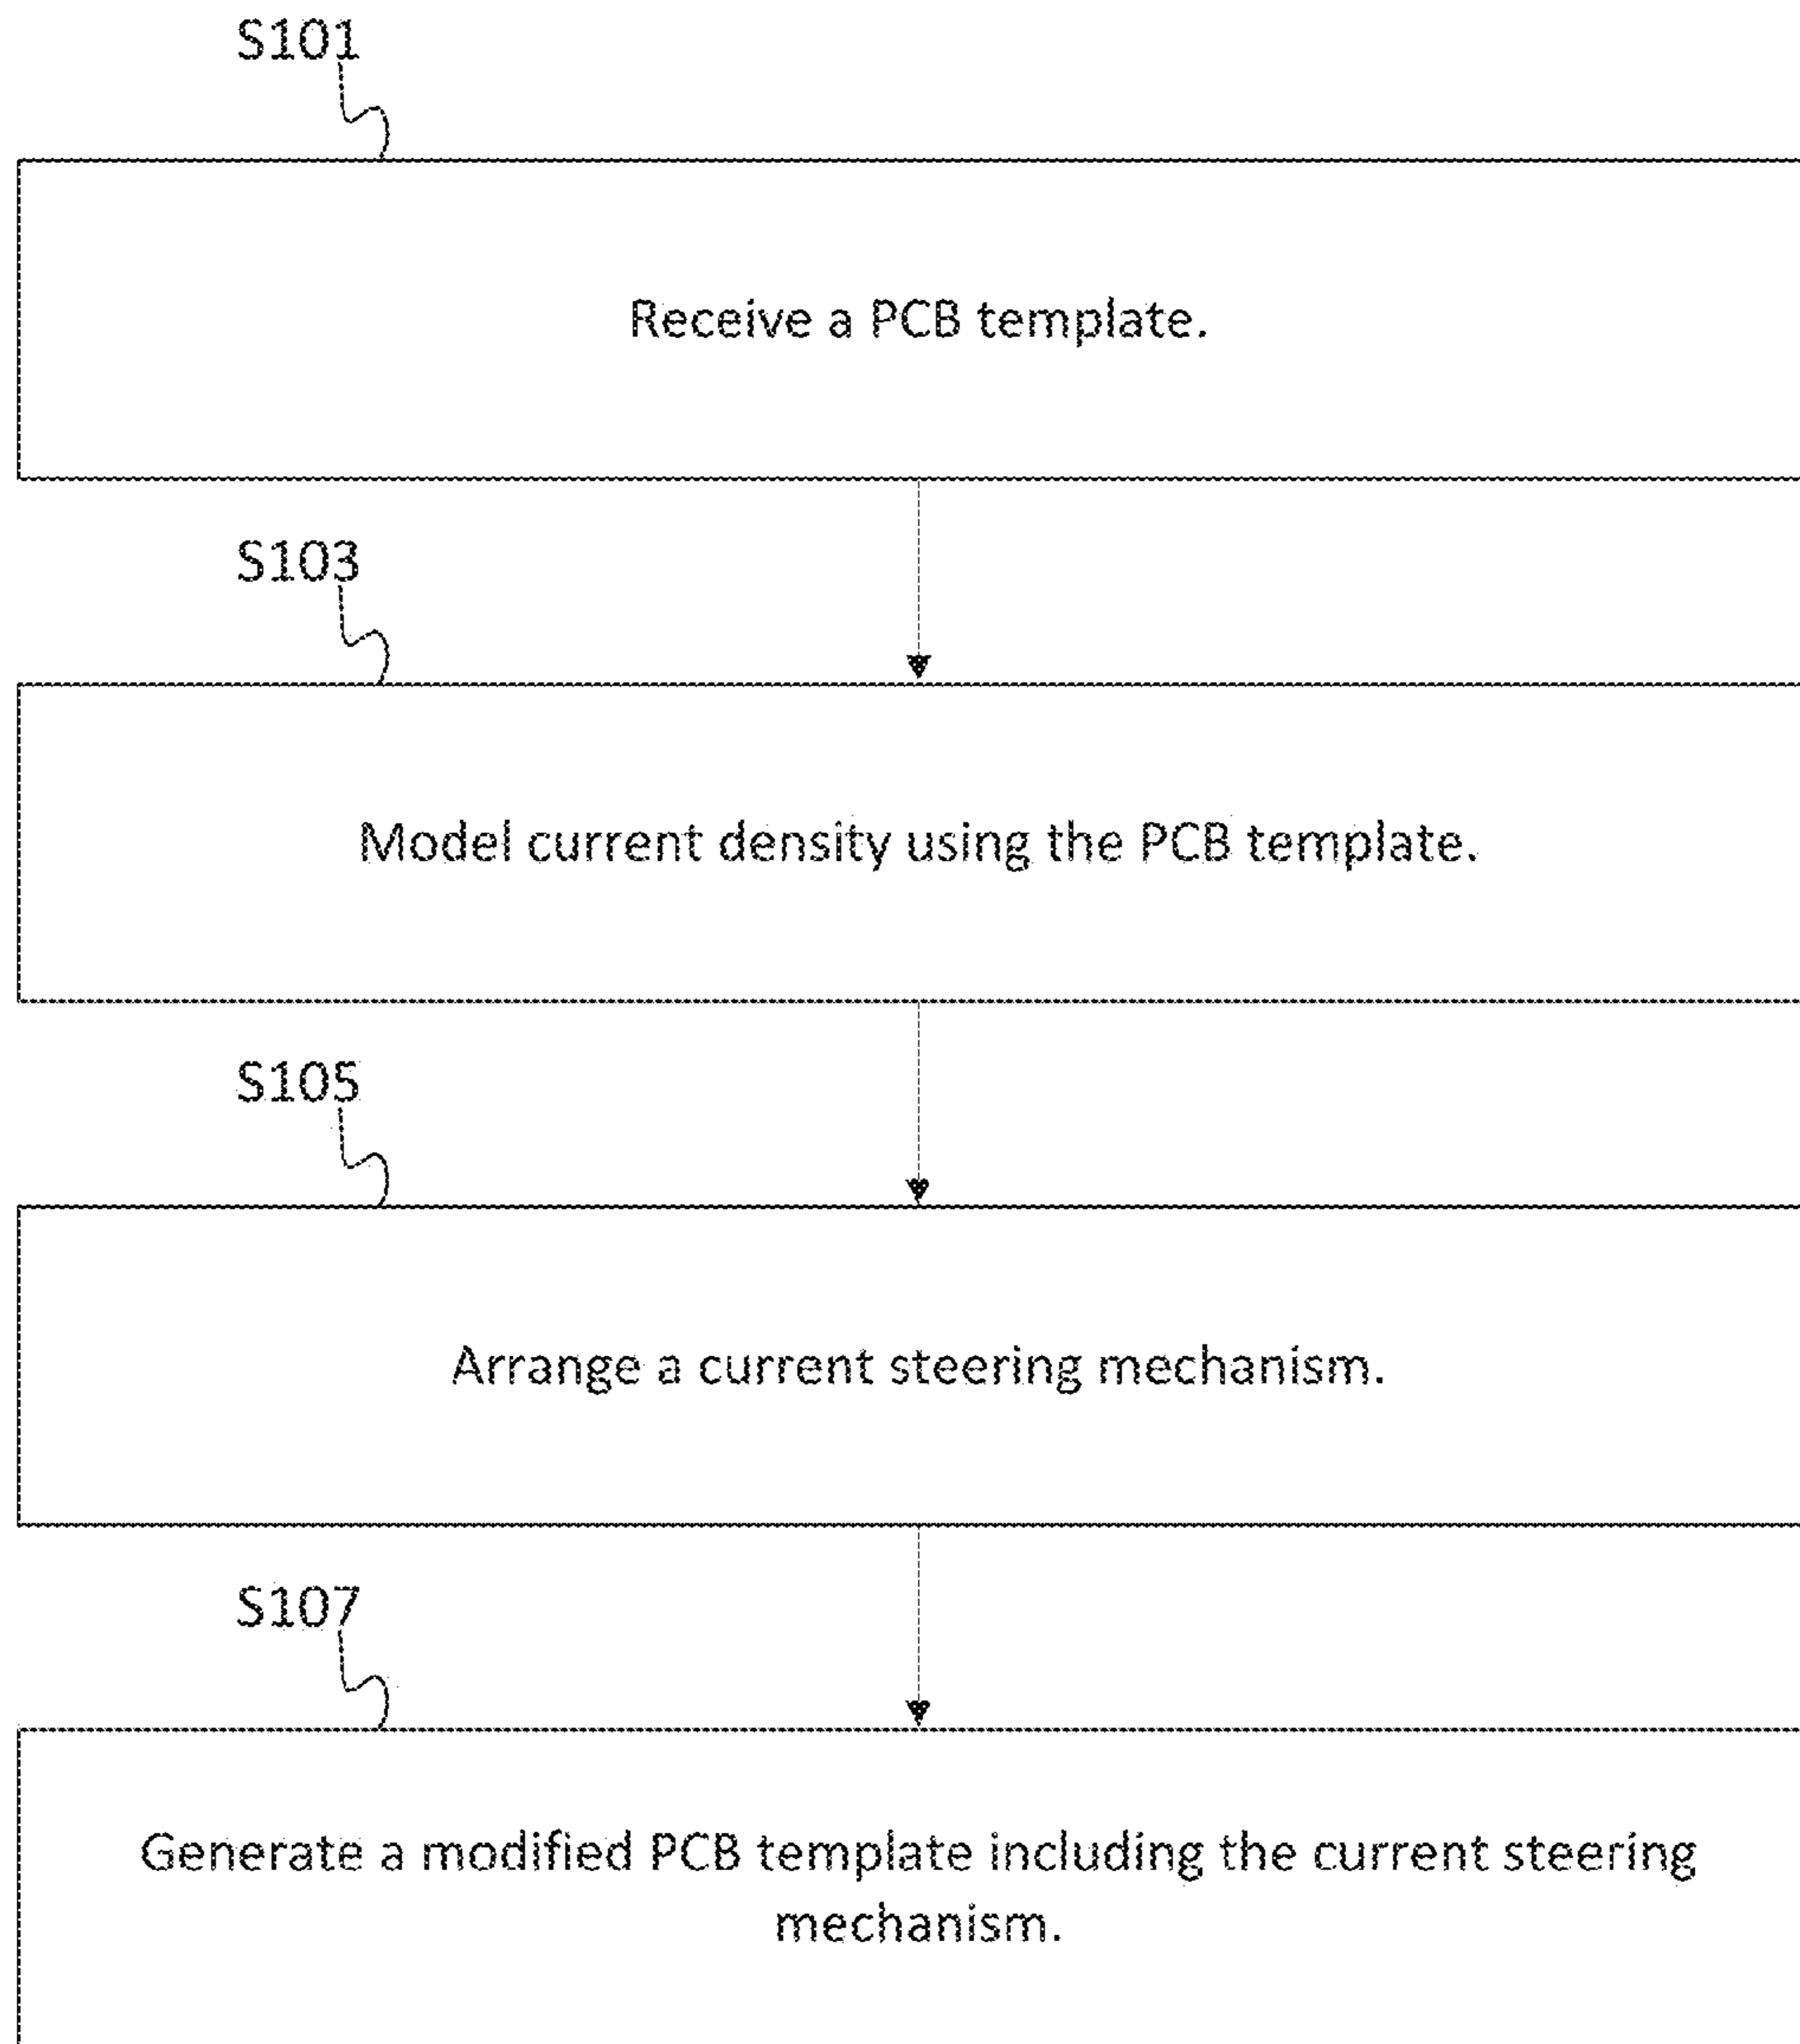 S101
Receive a PCB template.
S103
Model current density using the PCB template.
S105
Arrange a current steering mechanism.
S107
Generate a modified PCB template including the current steering
mechanism.